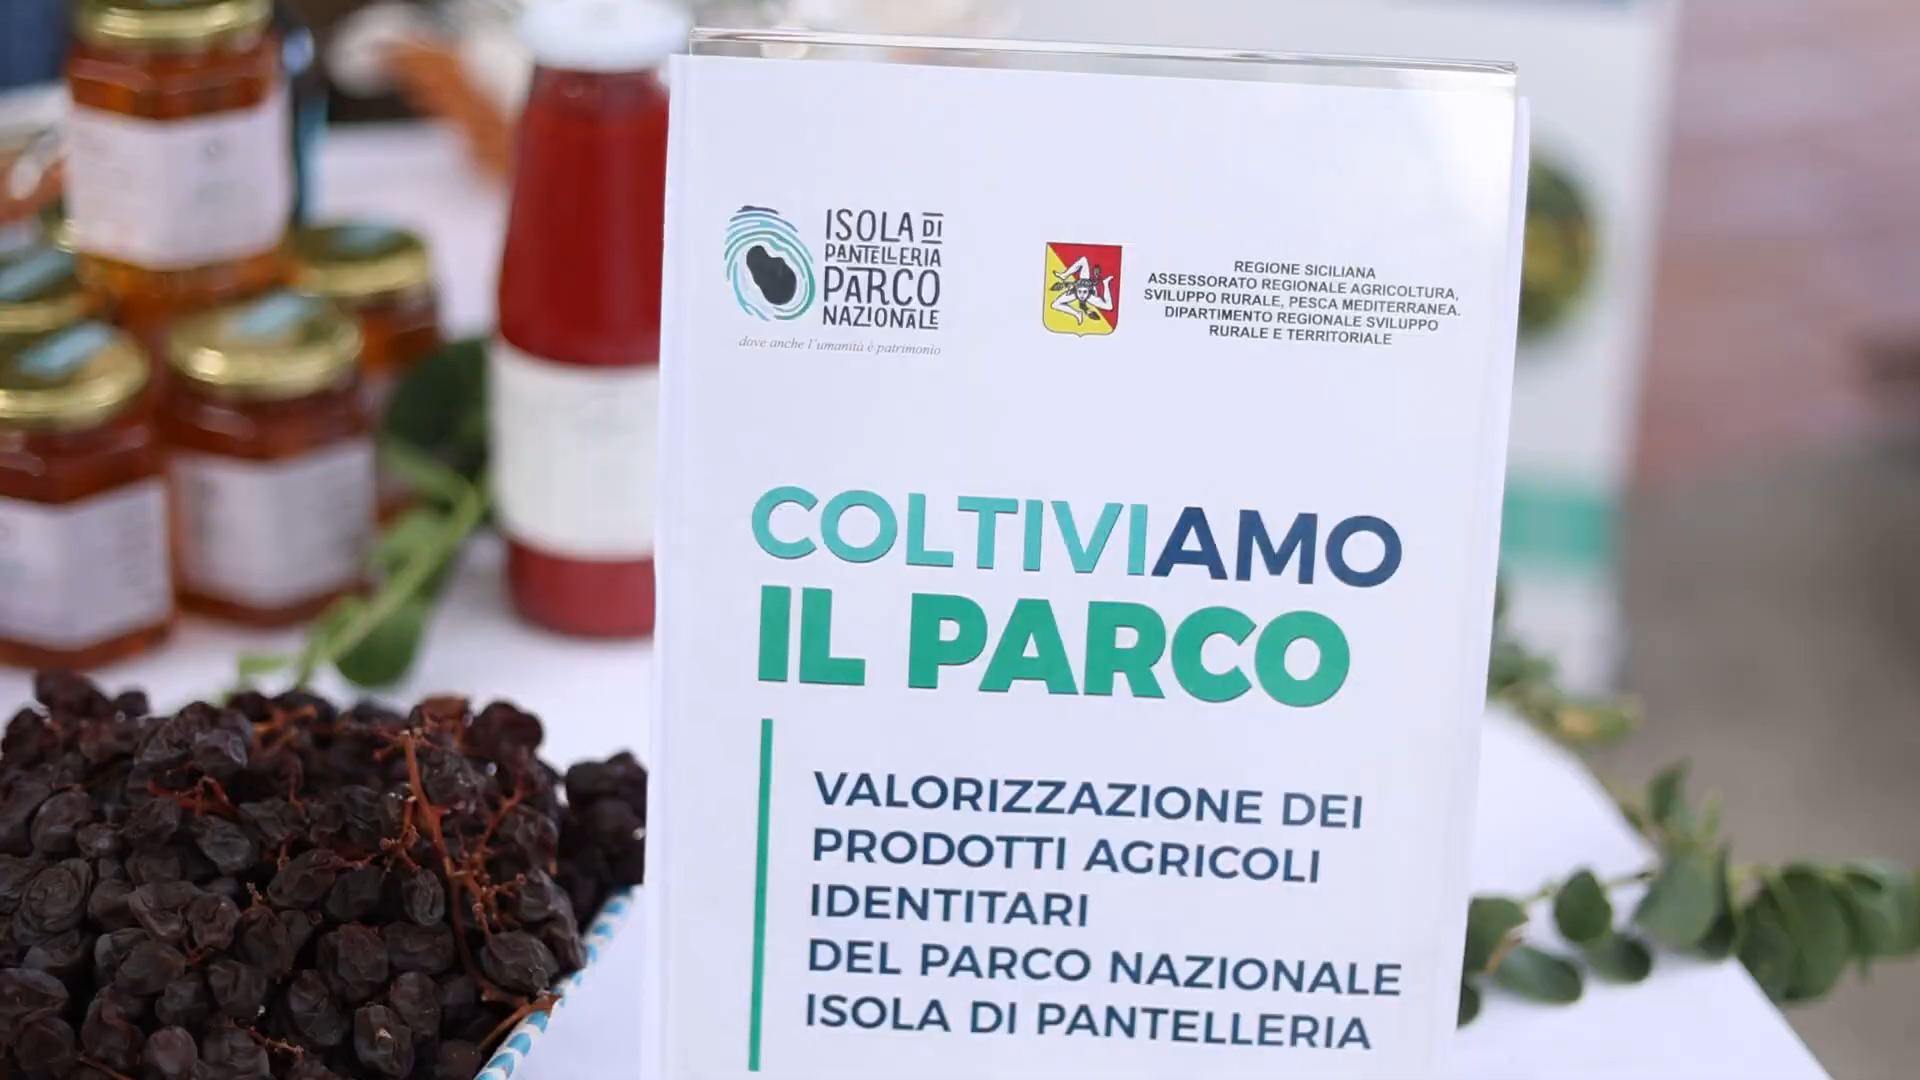 ISOLA DI
PANTELLERIA
PARCO
NAZIONALE
dove anche l'umanità è patrimonio
REGIONE SICILIANA
ASSESSORATO REGIONALE AGRICOLTURA,
SVILUPPO RURALE, PESCA MEDITERRANEA.
DIPARTIMENTO REGIONALE SVILUPPO
RURALE E TERRITORIALE
COLTIVIAMO
IL PARCO
VALORIZZAZIONE DEI
PRODOTTI AGRICOLI
IDENTITARI
DEL PARCO NAZIONALE
ISOLA DI PANTELLERIA